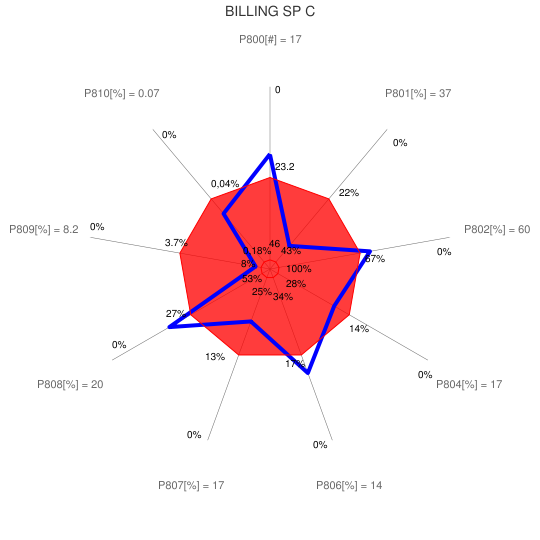 BILLING SP C
P800[#] = 17
P810[%] = 0.07
P801[%] = 37
0
0%
0%
23.2
0,04%
22%
P809[%] = 8.2
0%
P802[%] = 60
0%
3.7%
46
0.18%
43%
67%
8%
100%
53%
28%
25%
34%
27%
14%
0%
13%
17%
0%
P808[%] = 20
P804[%] = 17
0%
0%
P807[%] = 17
P806[%] = 14